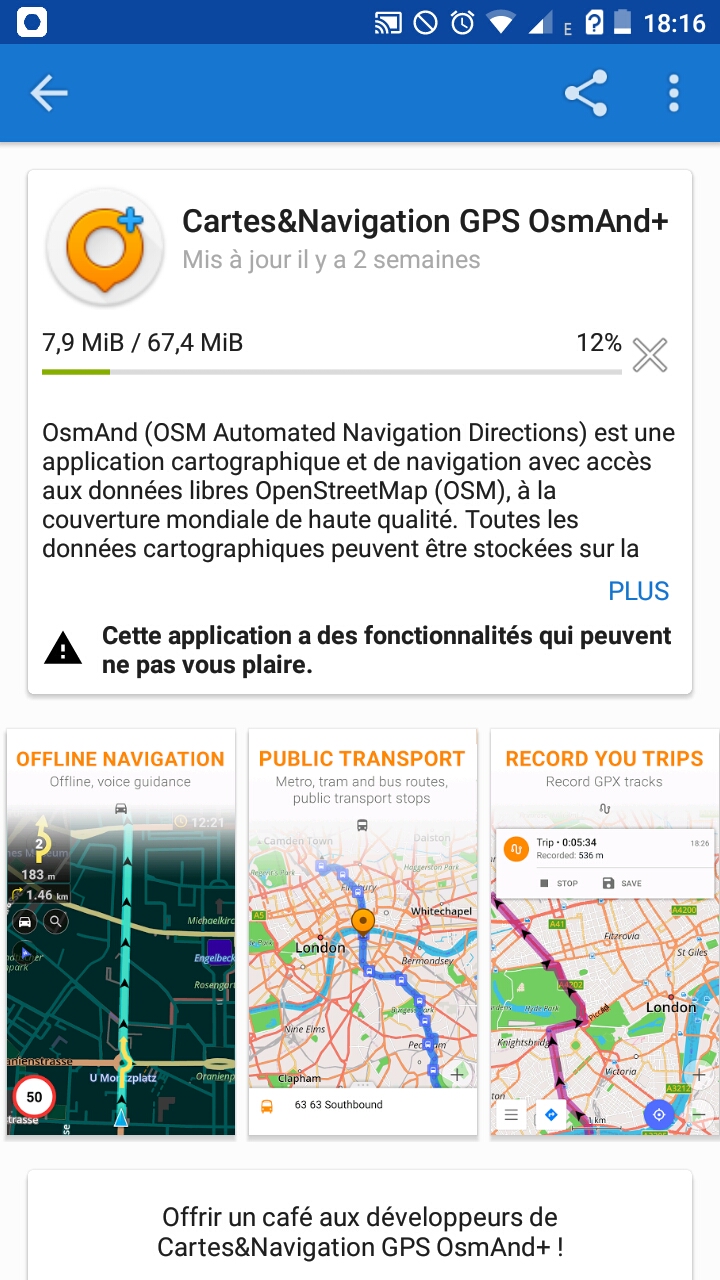 E
18:16
Cartes&Navigation GPS OsmAnd+
Mis à jour il y a 2 semaines
7,9 MiB / 67,4 MiB
12%
OsmAnd (OSM Automated Navigation Directions) est une
application cartographique et de navigation avec accès
aux données libres OpenStreetMap (OSM), à la
couverture mondiale de haute qualité. Toutes les
données cartographiques peuvent être stockées sur la
PLUS
Cette application a des fonctionnalités qui peuvent
ne pas vous plaire.
OFFLINE NAVIGATION
Offline, voice guidance
12:21
2
183 m
1.46 km
Michaelkirc
Engelbeck
Rosengar
anienstrasse
Oranienp
50
trasse
PUBLIC TRANSPORT
Metro, tram and bus routes,
public transport stops
Camden Town
Dalston
Haggerston Park
Regent's Park
A5
Whitechapel
London
Bermondsey
Nine Elms
Clapham
63 63 Southbound
RECORD YOU TRIPS
Record GPX tracks
Trip • 0:05:34
18:26
Recorded: 536 m
STOP
SAVE
A4200
A41
Fitzrovia
St Giles
Hyde Park
London
Knightsbridge
Victoria
A3212
1 km
Offrir un café aux développeurs de
Cartes&Navigation GPS OsmAnd+ !